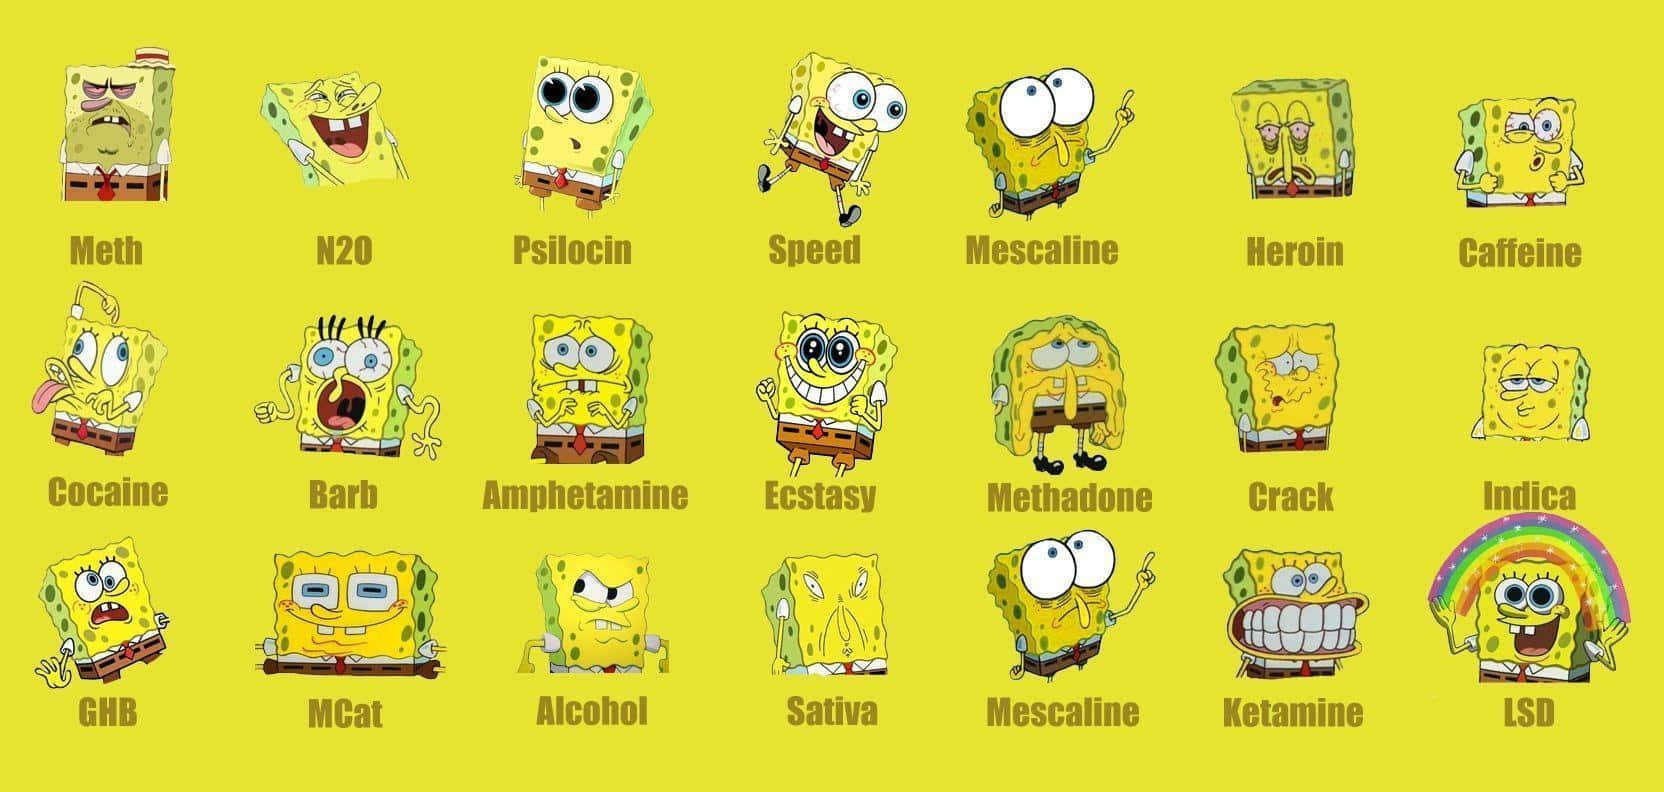 Meth
N20
Psilocin
Speed
Mescaline
Heroin
Caffeine
Cocaine
Barb
Amphetamine
Ecstasy
Methadone
Crack
Indica
GHB
MCat
Alcohol
Sativa
Mescaline
Ketamine
LSD